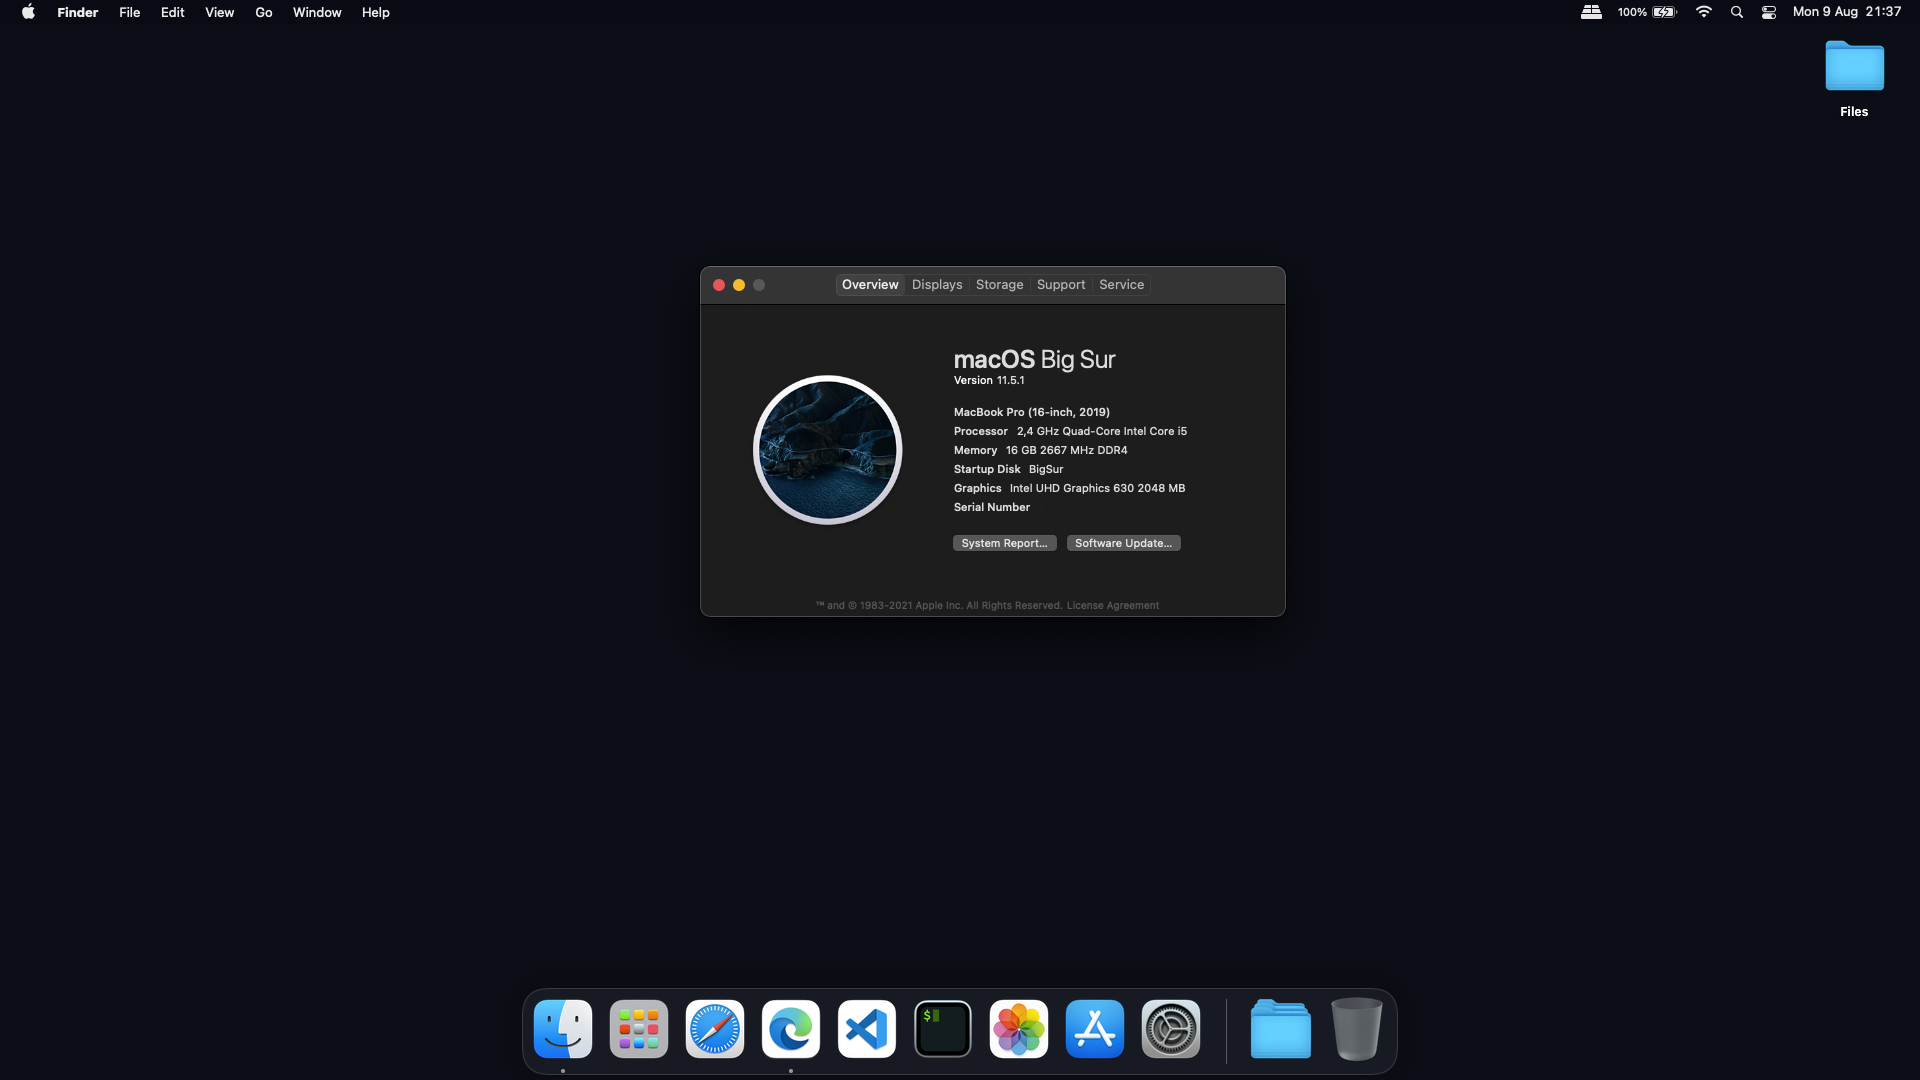 Finder File Edit View Go Window Help 100% Mon 9 Aug 21:37
Files
Overview Displays Storage Support Service
macOS Big Sur
Version 11.5.1
MacBook Pro (16-inch, 2019)
Processor 2,4 GHz Quad-Core Intel Core i5
Memory 16 GB 2667 MHz DDR4
Startup Disk BigSur
Graphics Intel UHD Graphics 630 2048 MB
Serial Number
System Report... Software Update...
™ and © 1983-2021 Apple Inc. All Rights Reserved. License Agreement
$